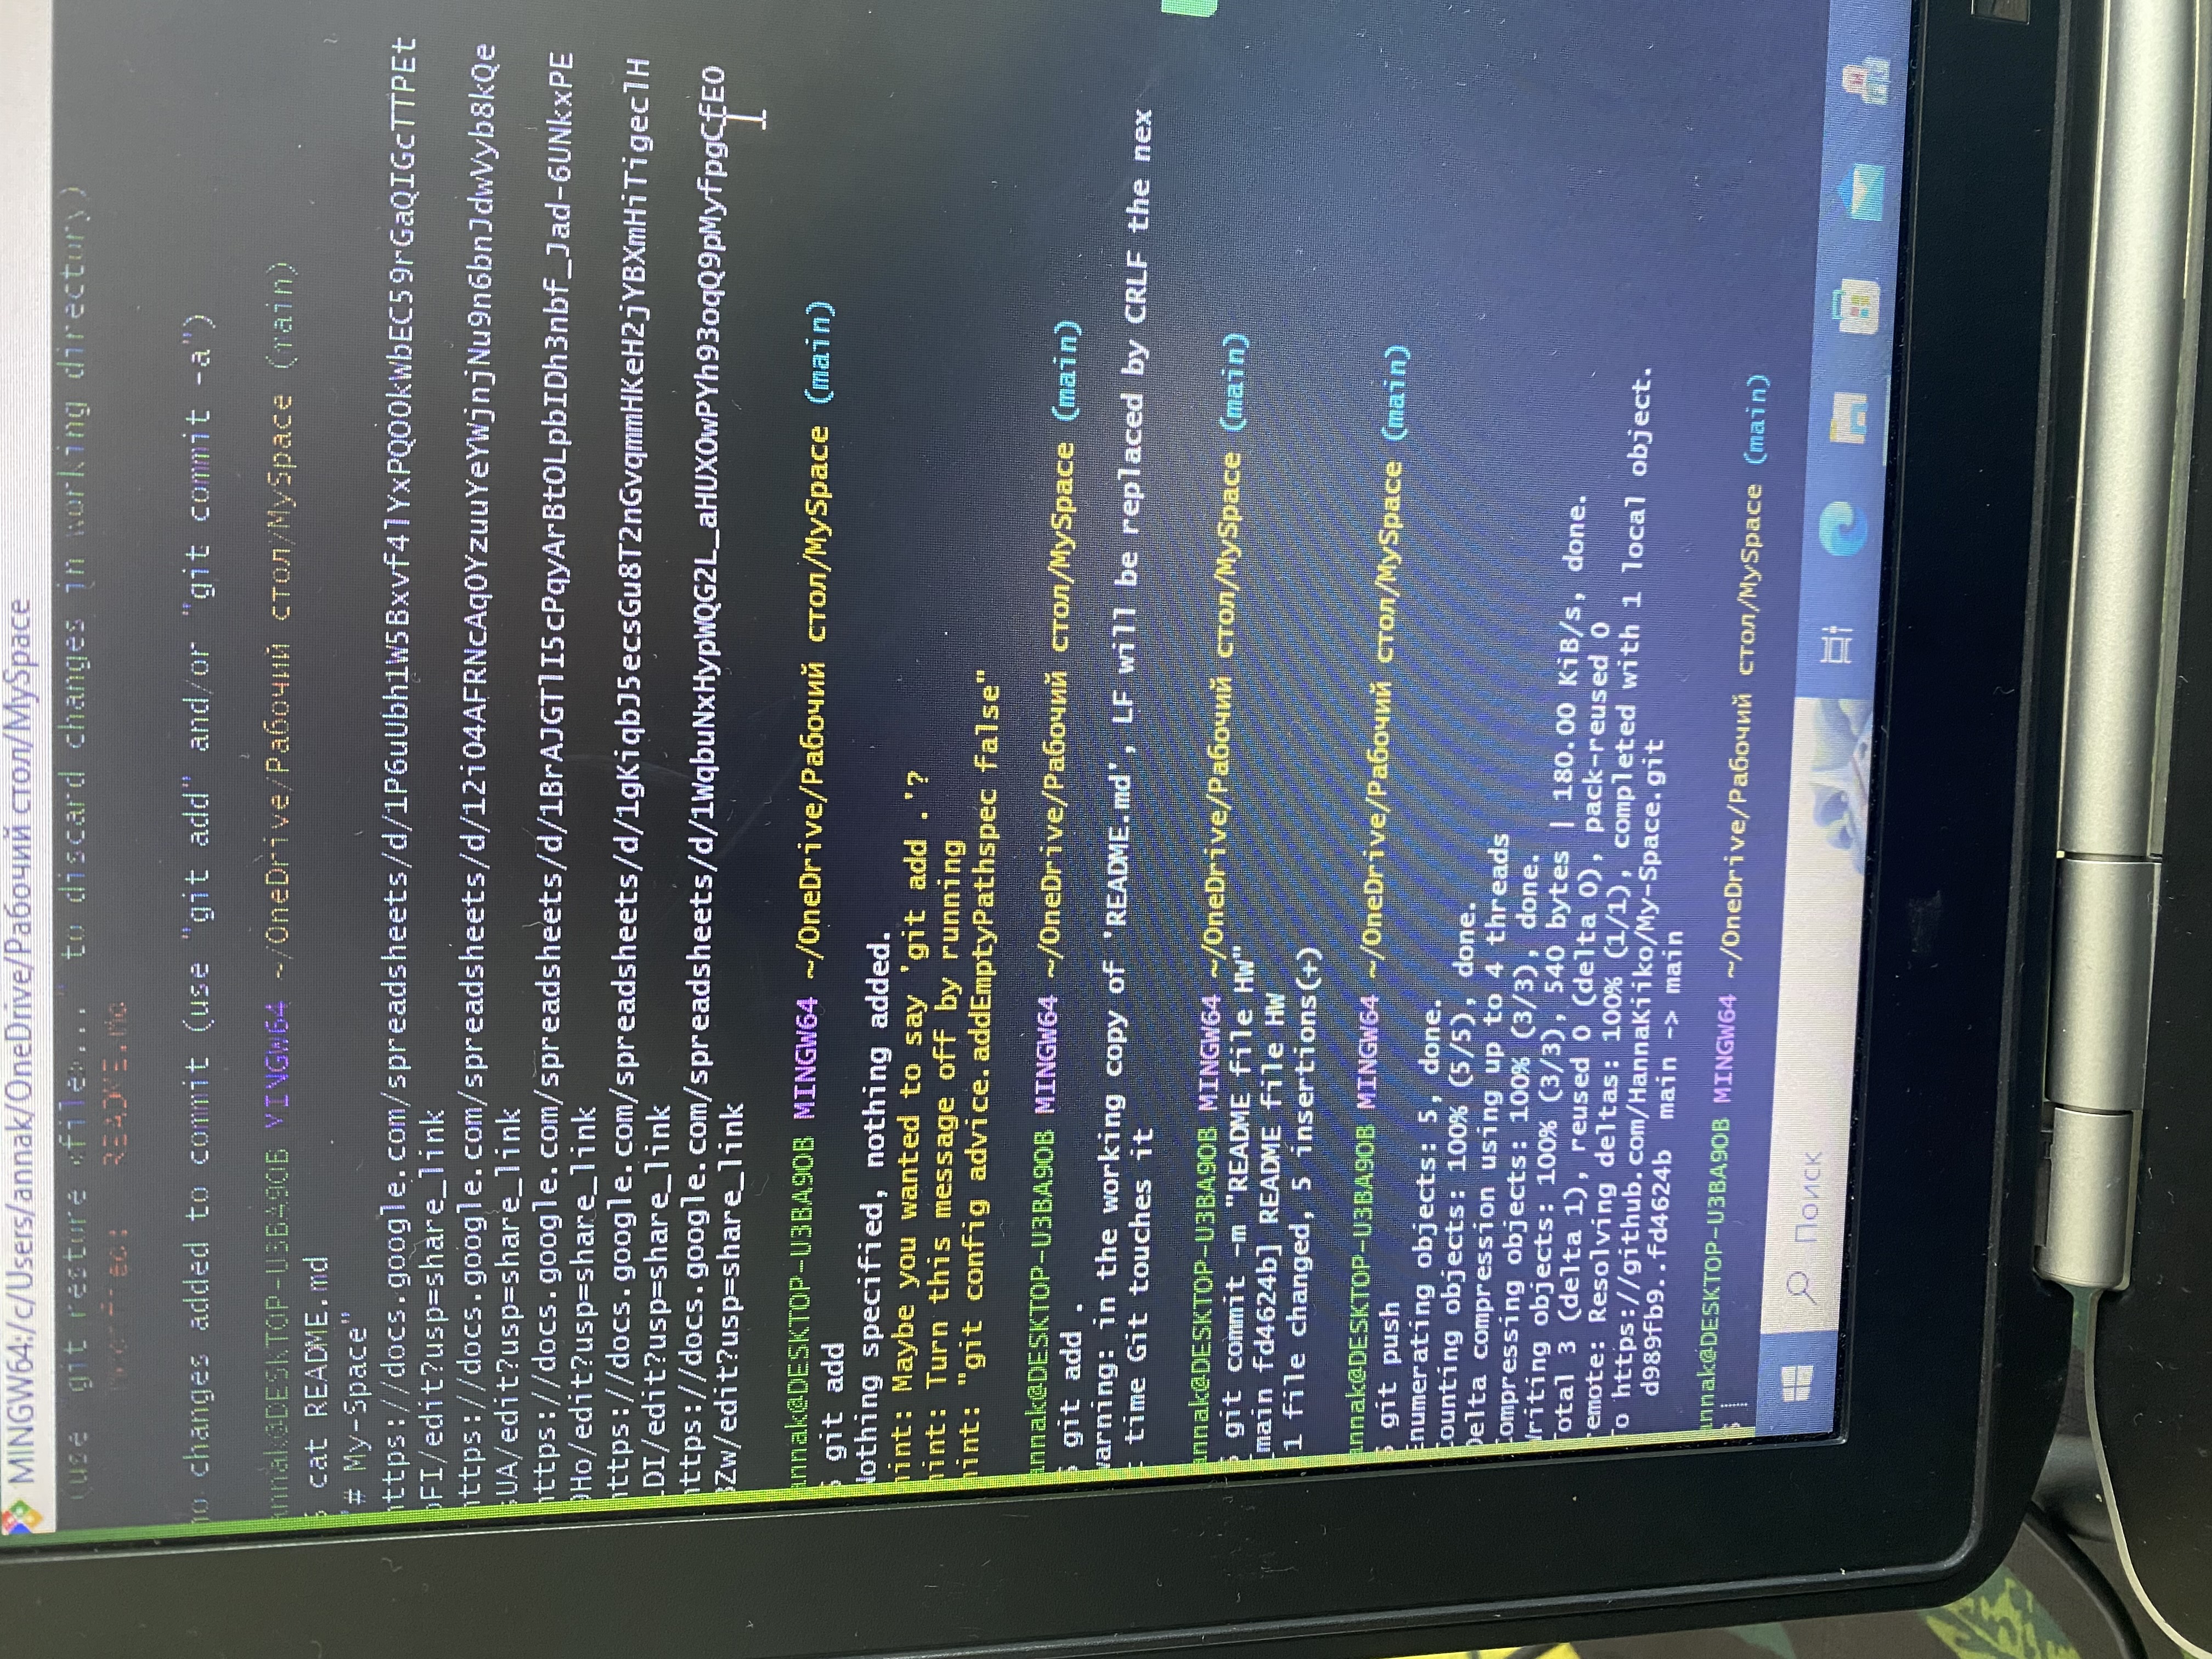 MINGW64:/c/Users/annak/OneDrive/Рабочий стол/MySpace
(use "git restore <file>..." to discard changes in working directory)
modified: README.md
no changes added to commit (use "git add" and/or "git commit -a")
annak@DESKTOP-U3BA9OB MINGW64 ~/OneDrive/Рабочий стол/MySpace (main)
$ cat README.md
"# My-Space"
https://docs.google.com/spreadsheets/d/1P6uUbh1W5Bxvf4lYxPQO0kWbEC59rGaQIGcTTPEt
oFI/edit?usp=share_link
https://docs.google.com/spreadsheets/d/12i04AFRNcAq0YzuuYeYWjnjNu9n6bnJdwVyb8kQe
UA/edit?usp=share_link
https://docs.google.com/spreadsheets/d/1BrAJGTlI5cPqyArBtOLpbIDh3nbf_Jad-6UNkxPE
Ho/edit?usp=share_link
https://docs.google.com/spreadsheets/d/1gKiqbJ5ecsGu8T2nGvqmmHKeH2jYBXmHiTigeclH
DI/edit?usp=share_link
https://docs.google.com/spreadsheets/d/1WqbuNxHypWQG2L_aHUX0wPYh93oqQ9pMyfpgCfE0
Zw/edit?usp=share_link
annak@DESKTOP-U3BA9OB MINGW64 ~/OneDrive/Рабочий стол/MySpace (main)
$ git add
Nothing specified, nothing added.
hint: Maybe you wanted to say 'git add .'?
hint: Turn this message off by running
hint: "git config advice.addEmptyPathspec false"
annak@DESKTOP-U3BA9OB MINGW64 ~/OneDrive/Рабочий стол/MySpace (main)
$ git add .
warning: in the working copy of 'README.md', LF will be replaced by CRLF the nex
t time Git touches it
annak@DESKTOP-U3BA9OB MINGW64 ~/OneDrive/Рабочий стол/MySpace (main)
$ git commit -m "README file HW"
[main fd4624b] README file HW
1 file changed, 5 insertions(+)
annak@DESKTOP-U3BA9OB MINGW64 ~/OneDrive/Рабочий стол/MySpace (main)
$ git push
Enumerating objects: 5, done.
Counting objects: 100% (5/5), done.
Delta compression using up to 4 threads
Compressing objects: 100% (3/3), done.
Writing objects: 100% (3/3), 540 bytes | 180.00 KiB/s, done.
Total 3 (delta 1), reused 0 (delta 0), pack-reused 0
remote: Resolving deltas: 100% (1/1), completed with 1 local object.
To https://github.com/HannaKiiko/My-Space.git
d989fb9..fd4624b main -> main
annak@DESKTOP-U3BA9OB MINGW64 ~/OneDrive/Рабочий стол/MySpace (main)
$
Поиск